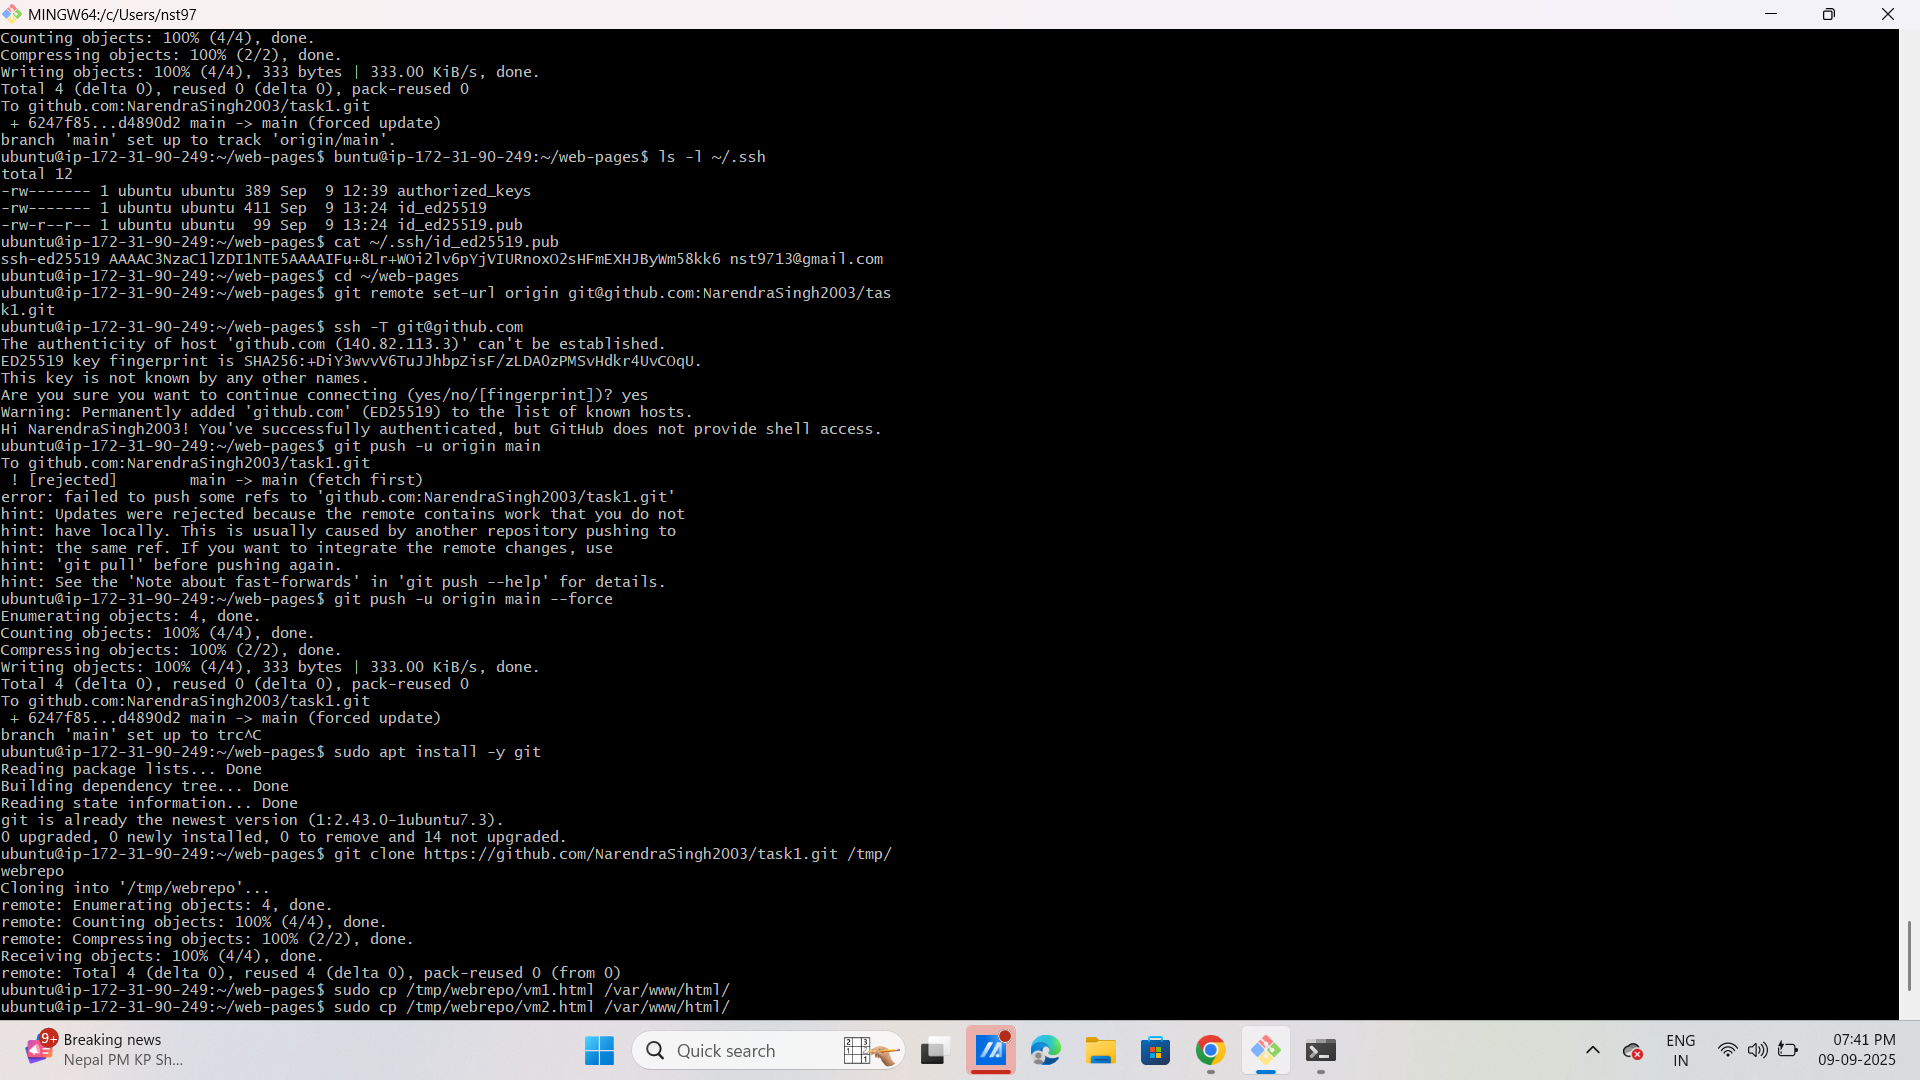 MINGW64:/c/Users/nst97
Counting objects: 100% (4/4), done.
Compressing objects: 100% (2/2), done.
Writing objects: 100% (4/4), 333 bytes | 333.00 KiB/s, done.
Total 4 (delta 0), reused 0 (delta 0), pack-reused 0
To github.com:NarendraSingh2003/task1.git
 + 6247f85...d4890d2 main -> main (forced update)
branch 'main' set up to track 'origin/main'.
ubuntu@ip-172-31-90-249:~/web-pages$ buntu@ip-172-31-90-249:~/web-pages$ ls -l ~/.ssh
total 12
-rw------- 1 ubuntu ubuntu 389 Sep  9 12:39 authorized_keys
-rw------- 1 ubuntu ubuntu 411 Sep  9 13:24 id_ed25519
-rw-r--r-- 1 ubuntu ubuntu  99 Sep  9 13:24 id_ed25519.pub
ubuntu@ip-172-31-90-249:~/web-pages$ cat ~/.ssh/id_ed25519.pub
ssh-ed25519 AAAAC3NzaC1lZDI1NTE5AAAAIFu+8Lr+WOi2lv6pYjVIURnoxO2sHFmEXHJByWm58kk6 nst9713@gmail.com
ubuntu@ip-172-31-90-249:~/web-pages$ cd ~/web-pages
ubuntu@ip-172-31-90-249:~/web-pages$ git remote set-url origin git@github.com:NarendraSingh2003/tas
k1.git
ubuntu@ip-172-31-90-249:~/web-pages$ ssh -T git@github.com
The authenticity of host 'github.com (140.82.113.3)' can't be established.
ED25519 key fingerprint is SHA256:+DiY3wvvV6TuJJhbpZisF/zLDA0zPMSvHdkr4UvCOqU.
This key is not known by any other names.
Are you sure you want to continue connecting (yes/no/[fingerprint])? yes
Warning: Permanently added 'github.com' (ED25519) to the list of known hosts.
Hi NarendraSingh2003! You've successfully authenticated, but GitHub does not provide shell access.
ubuntu@ip-172-31-90-249:~/web-pages$ git push -u origin main
To github.com:NarendraSingh2003/task1.git
 ! [rejected]        main -> main (fetch first)
error: failed to push some refs to 'github.com:NarendraSingh2003/task1.git'
hint: Updates were rejected because the remote contains work that you do not
hint: have locally. This is usually caused by another repository pushing to
hint: the same ref. If you want to integrate the remote changes, use
hint: 'git pull' before pushing again.
hint: See the 'Note about fast-forwards' in 'git push --help' for details.
ubuntu@ip-172-31-90-249:~/web-pages$ git push -u origin main --force
Enumerating objects: 4, done.
Counting objects: 100% (4/4), done.
Compressing objects: 100% (2/2), done.
Writing objects: 100% (4/4), 333 bytes | 333.00 KiB/s, done.
Total 4 (delta 0), reused 0 (delta 0), pack-reused 0
To github.com:NarendraSingh2003/task1.git
 + 6247f85...d4890d2 main -> main (forced update)
branch 'main' set up to trc^C
ubuntu@ip-172-31-90-249:~/web-pages$ sudo apt install -y git
Reading package lists... Done
Building dependency tree... Done
Reading state information... Done
git is already the newest version (1:2.43.0-1ubuntu7.3).
0 upgraded, 0 newly installed, 0 to remove and 14 not upgraded.
ubuntu@ip-172-31-90-249:~/web-pages$ git clone https://github.com/NarendraSingh2003/task1.git /tmp/
webrepo
Cloning into '/tmp/webrepo'...
remote: Enumerating objects: 4, done.
remote: Counting objects: 100% (4/4), done.
remote: Compressing objects: 100% (2/2), done.
Receiving objects: 100% (4/4), done.
remote: Total 4 (delta 0), reused 4 (delta 0), pack-reused 0 (from 0)
ubuntu@ip-172-31-90-249:~/web-pages$ sudo cp /tmp/webrepo/vm1.html /var/www/html/
ubuntu@ip-172-31-90-249:~/web-pages$ sudo cp /tmp/webrepo/vm2.html /var/www/html/
9+
Breaking news
Nepal PM KP Sh...
Quick search
ENG
IN
07:41 PM
09-09-2025